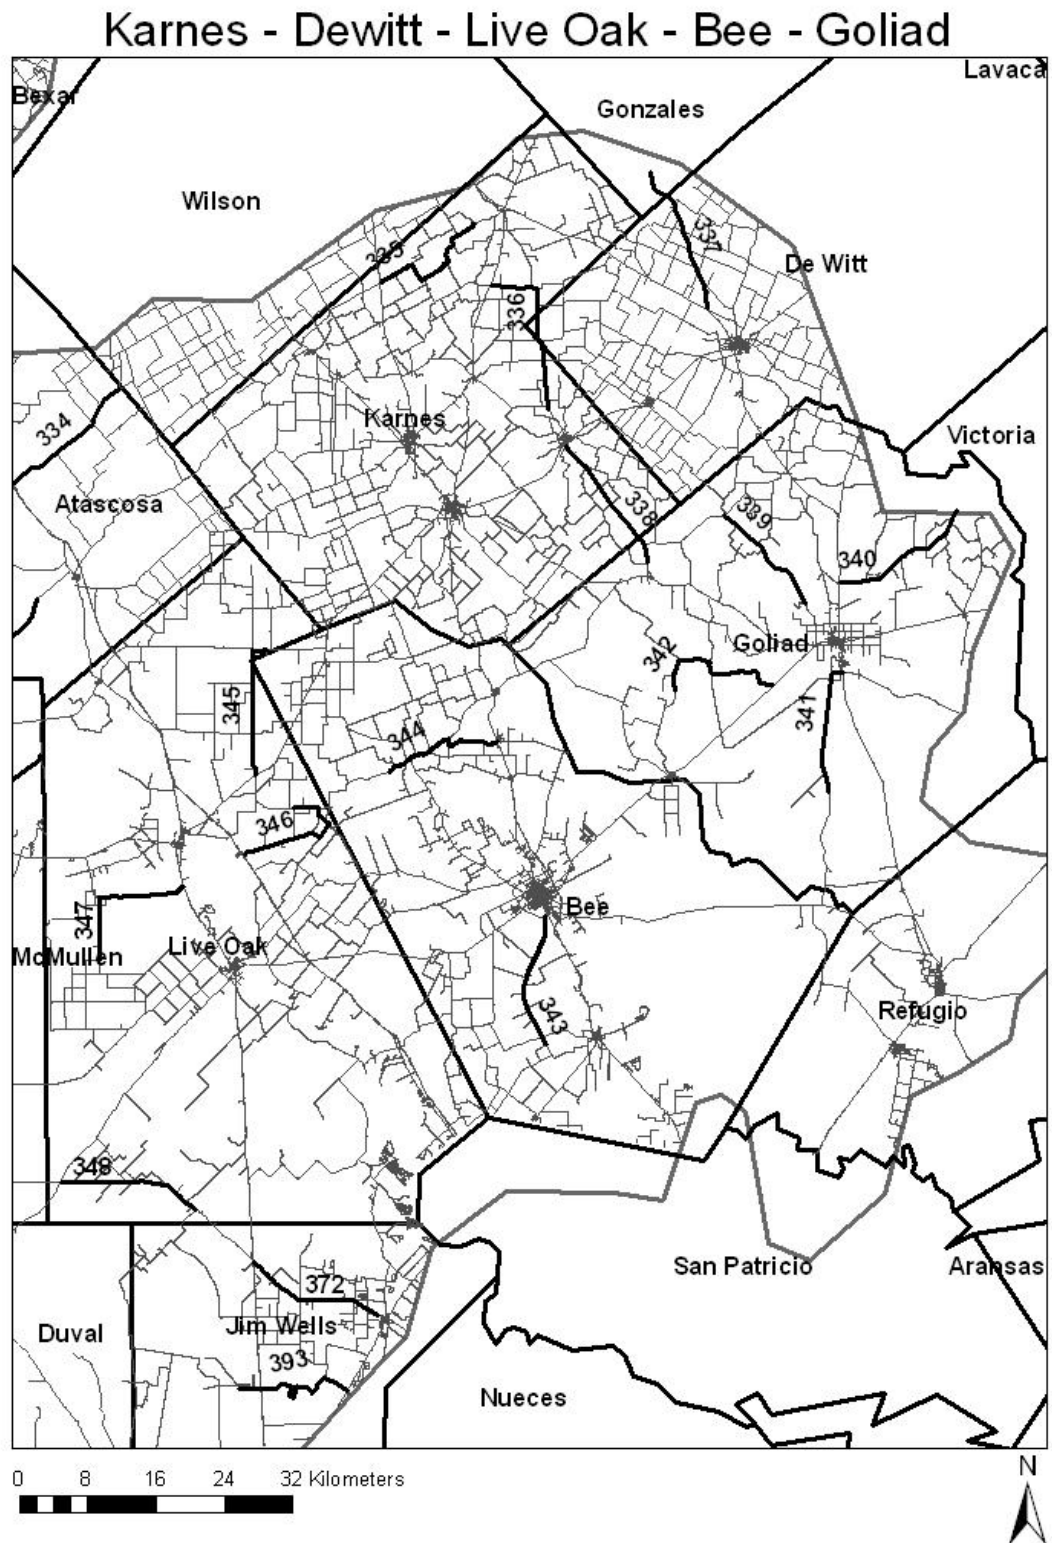 Karnes - Dewitt - Live Oak - Bee - Goliad
Lavaca
Bexar
Gonzales
Wilson
337
335
De Witt
336
334
Karnes
Victoria
Atascosa
338
339
340
342
Goliad
345
341
344
346
347
Bee
McMullen
Live Oak
343
Refugio
348
San Patricio
Aransas
372
Duval
Jim Wells
393
Nueces
0 8 16 24 32 Kilometers
N